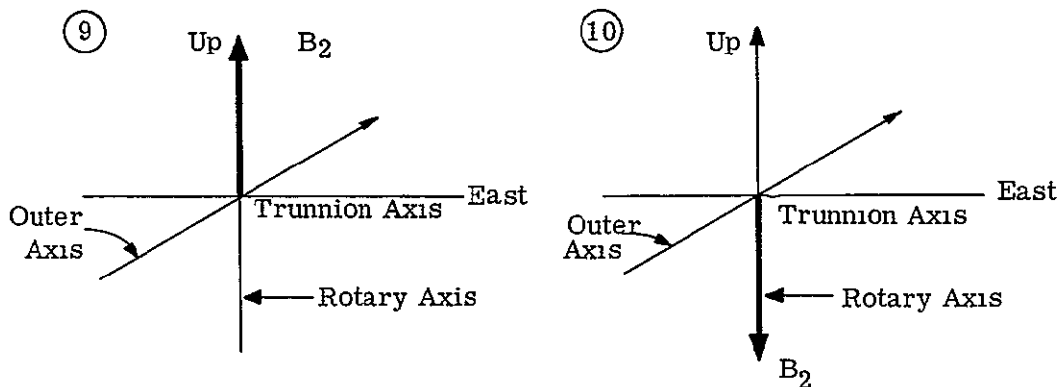 9
Up
B2
East
Trunnion Axis
Outer
Axis
Rotary Axis
10
Up
East
Trunnion Axis
Outer
Axis
Rotary Axis
B2